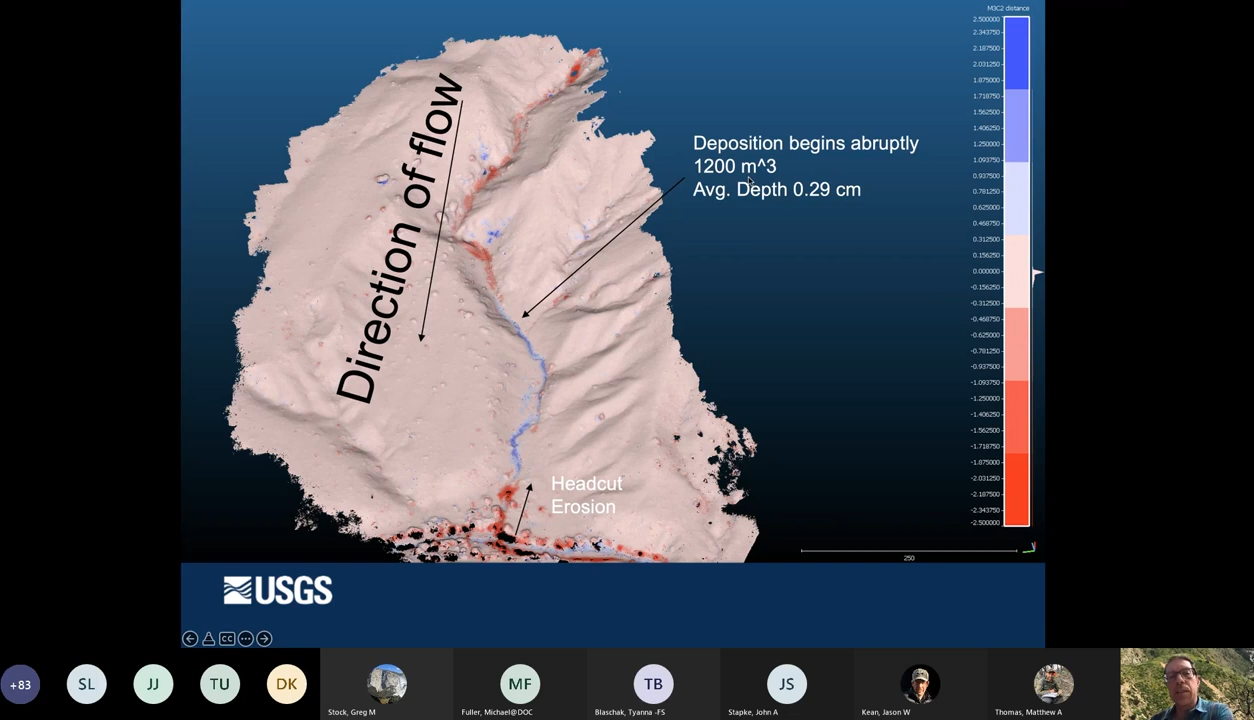 M3C2 distance
2.500000
2.343750
2.187500
2.031250
1.875000
1.718750
1.562500
1.406250
1.250000
1.093750
0.937500
0.781250
0.625000
0.468750
0.312500
0.156250
0.000000
-0.156250
-0.312500
-0.468750
-0.625000
-0.781250
-0.937500
-1.093750
-1.250000
-1.406250
-1.562500
-1.718750
-1.875000
-2.031250
-2.187500
-2.343750
-2.500000
Direction of flow
Deposition begins abruptly
1200 m^3
Avg. Depth 0.29 cm
Headcut
Erosion
250
USGS
CC
+83
SL
JJ
TU
DK
Stock, Greg M
MF
Fuller, Michael@DOC
TB
Blaschak, Tyanna -FS
JS
Stapke, John A
Kean, Jason W
Thomas, Matthew A